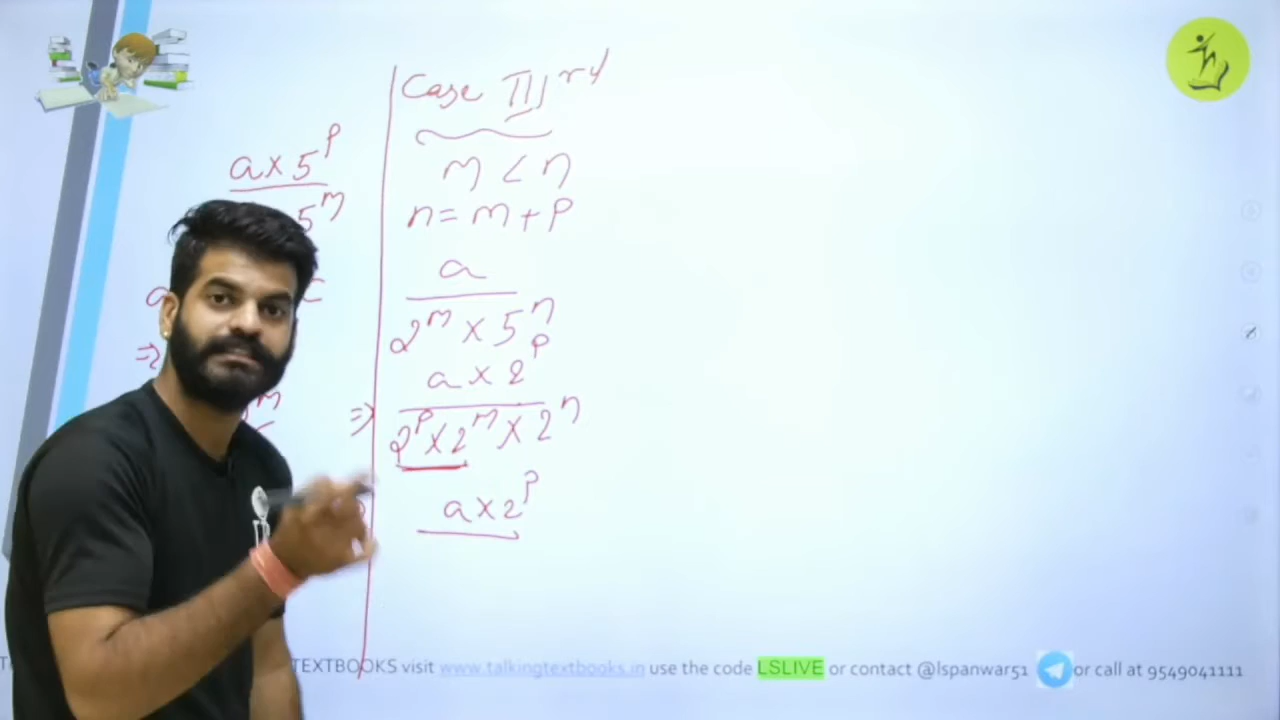 a x 5^p
5^m
a
c
=>
m
Case III^rd
m < n
n = m + p
a
2^m x 5^n
=> a x 2^p
2^p x 2^m x 2^n
a x 2^p
TEXTBOOKS visit www.talkingtextbooks.in use the code LSLIVE or contact @lspanwar51 or call at 9549041111